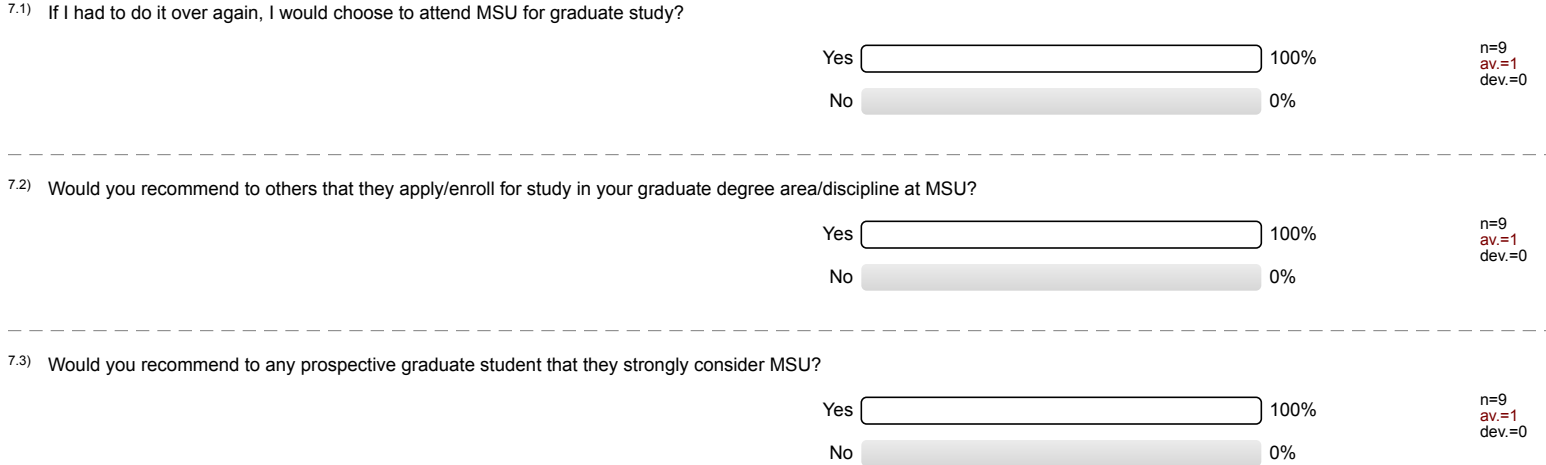 7.1) If I had to do it over again, I would choose to attend MSU for graduate study?
Yes 100%
No 0%
n=9
av.=1
dev.=0
7.2) Would you recommend to others that they apply/enroll for study in your graduate degree area/discipline at MSU?
Yes 100%
No 0%
n=9
av.=1
dev.=0
7.3) Would you recommend to any prospective graduate student that they strongly consider MSU?
Yes 100%
No 0%
n=9
av.=1
dev.=0